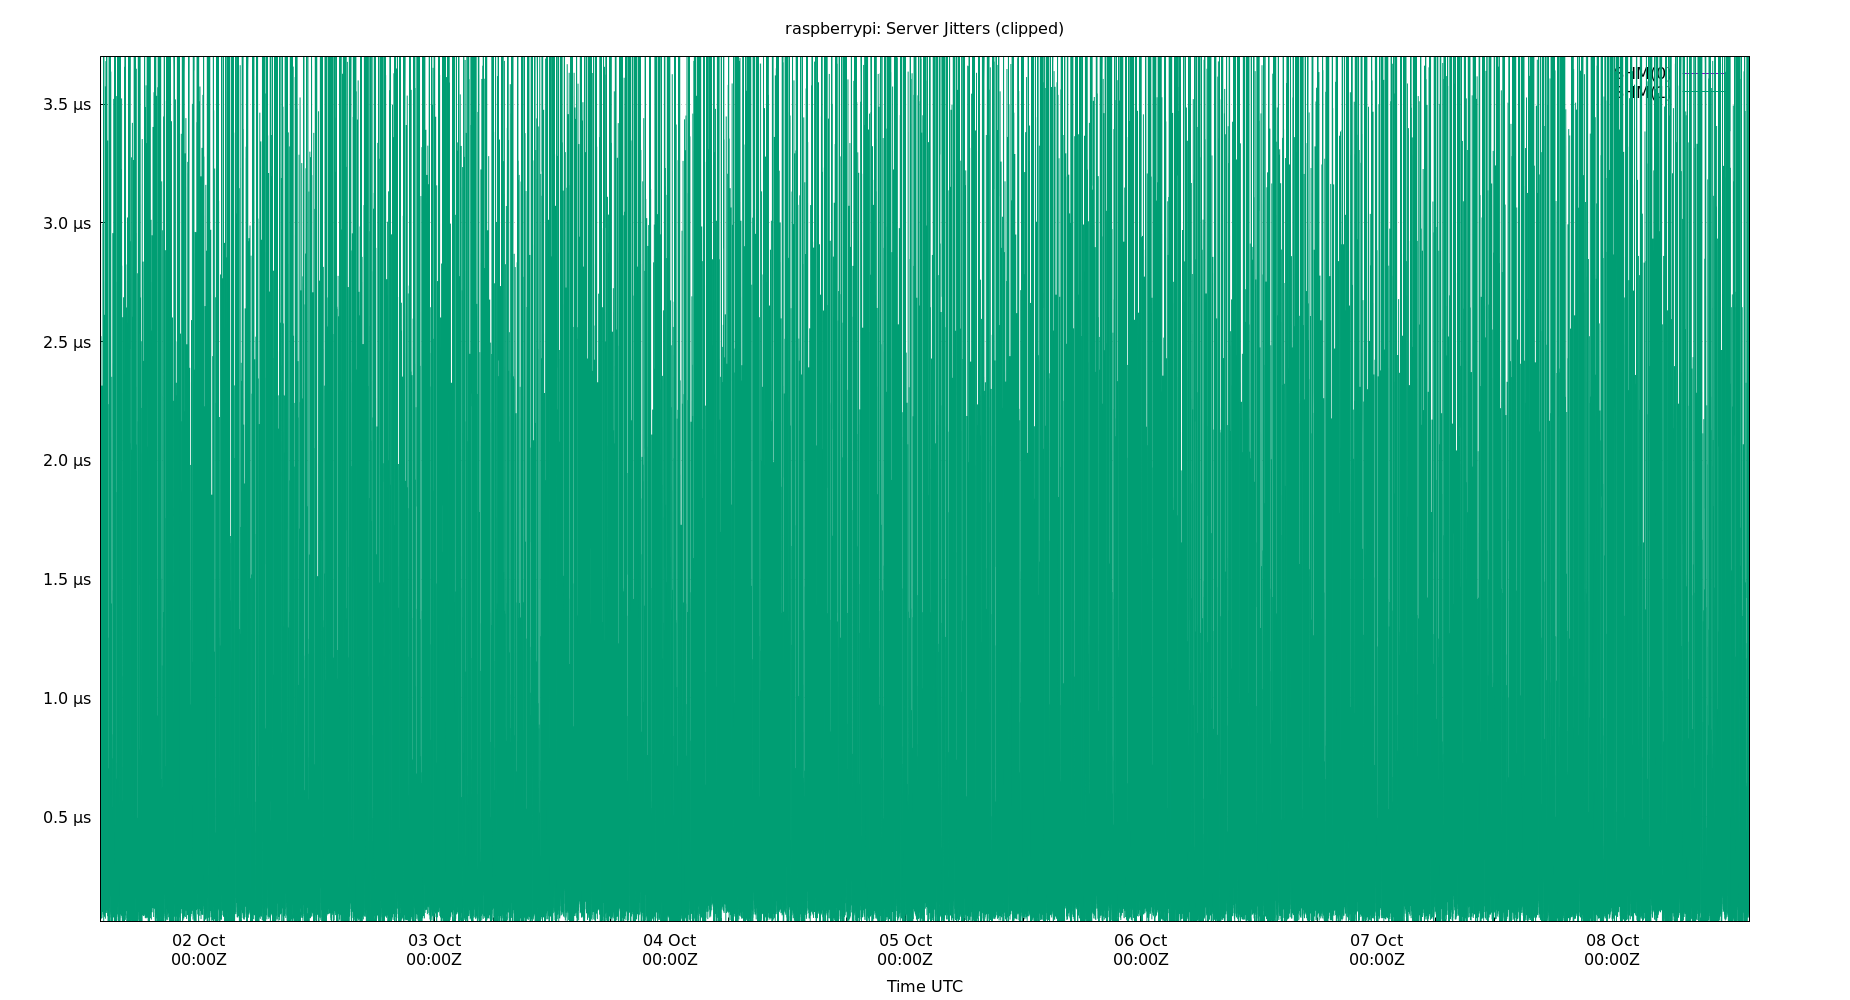 raspberrypi: Server Jitters (clipped)
3.5 µs
3.0 µs
2.5 µs
2.0 µs
1.5 µs
1.0 µs
0.5 µs
02 Oct
00:00Z
03 Oct
00:00Z
04 Oct
00:00Z
05 Oct
00:00Z
06 Oct
00:00Z
07 Oct
00:00Z
08 Oct
00:00Z
Time UTC